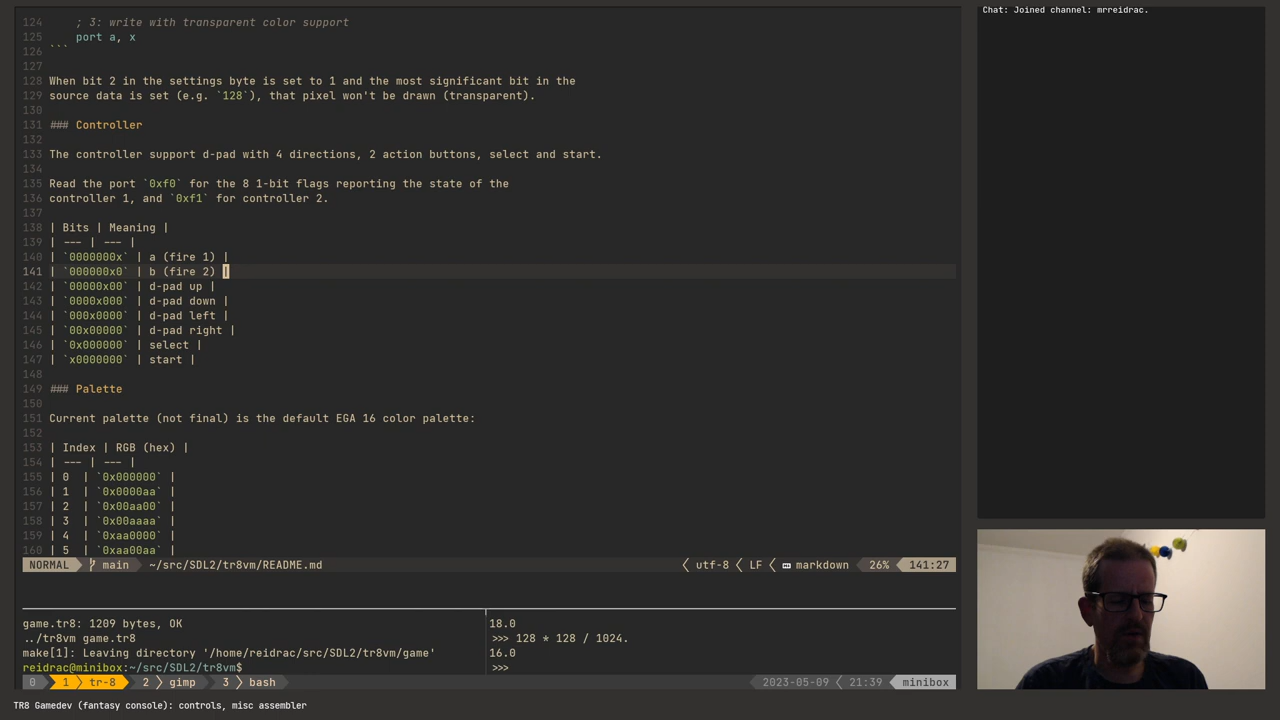 Chat: Joined channel: mrreidrac.
124     ; 3: write with transparent color support
125     port a, x
126 ```
127
128 When bit 2 in the settings byte is set to 1 and the most significant bit in the
129 source data is set (e.g. `128`), that pixel won't be drawn (transparent).
130
131 ### Controller
132
133 The controller support d-pad with 4 directions, 2 action buttons, select and start.
134
135 Read the port `0xf0` for the 8 1-bit flags reporting the state of the
136 controller 1, and `0xf1` for controller 2.
137
138 | Bits | Meaning |
139 | --- | --- |
140 | `0000000x` | a (fire 1) |
141 | `000000x0` | b (fire 2) |
142 | `00000x00` | d-pad up |
143 | `0000x000` | d-pad down |
144 | `000x0000` | d-pad left |
145 | `00x00000` | d-pad right |
146 | `0x000000` | select |
147 | `x0000000` | start |
148
149 ### Palette
150
151 Current palette (not final) is the default EGA 16 color palette:
152
153 | Index | RGB (hex) |
154 | --- | --- |
155 | 0  | `0x000000` |
156 | 1  | `0x0000aa` |
157 | 2  | `0x00aa00` |
158 | 3  | `0x00aaaa` |
159 | 4  | `0xaa0000` |
160 | 5  | `0xaa00aa` |
NORMAL main ~/src/SDL2/tr8vm/README.md utf-8 LF markdown 26% 141:27
game.tr8: 1209 bytes, OK
../tr8vm game.tr8
make[1]: Leaving directory '/home/reidrac/src/SDL2/tr8vm/game'
reidrac@minibox:~/src/SDL2/tr8vm$
18.0
>>> 128 * 128 / 1024.
16.0
>>>
0 1 tr-8 2 gimp 3 bash 2023-05-09 21:39 minibox
TR8 Gamedev (fantasy console): controls, misc assembler